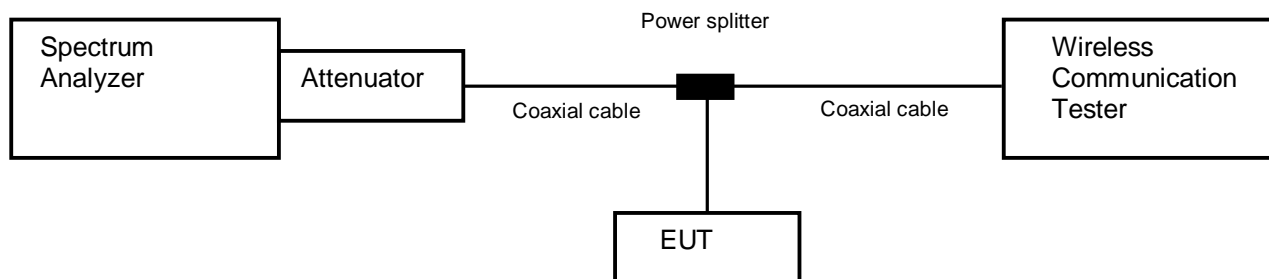 Power splitter
Spectrum
Analyzer
Attenuator
Wireless
Communication
Tester
Coaxial cable
Coaxial cable
EUT